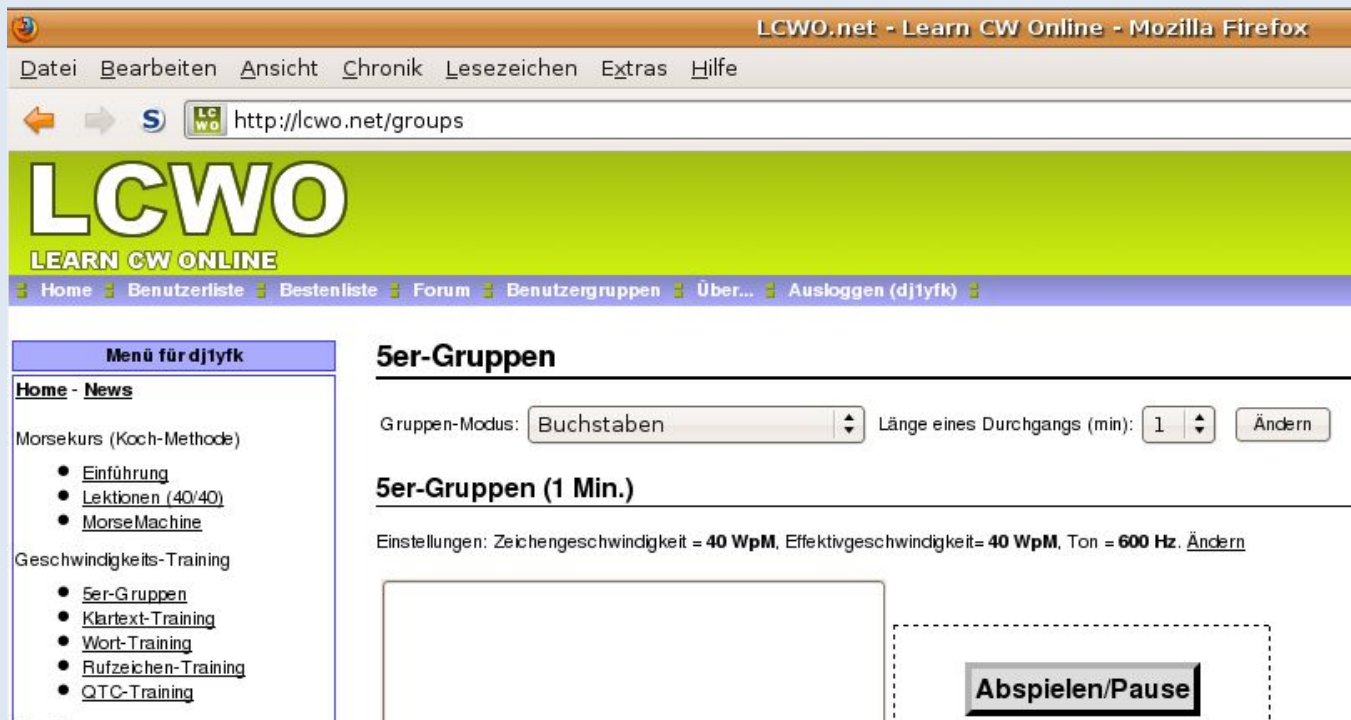 LCWO.net - Learn CW Online - Mozilla Firefox
Datei Bearbeiten Ansicht Chronik Lesezeichen Extras Hilfe
S LC WO http://lcwo.net/groups
LCWO
LEARN CW ONLINE
Home Benutzerliste Bestenliste Forum Benutzergruppen Über... Ausloggen (dj1yfk)
Menü für dj1yfk
Home - News
Morsekurs (Koch-Methode)
Einführung
Lektionen (40/40)
MorseMachine
Geschwindigkeits-Training
5er-Gruppen
Klartext-Training
Wort-Training
Rufzeichen-Training
QTC-Training
5er-Gruppen
Gruppen-Modus: Buchstaben Länge eines Durchgangs (min): 1 Ändern
5er-Gruppen (1 Min.)
Einstellungen: Zeichengeschwindigkeit = 40 WpM, Effektivgeschwindigkeit= 40 WpM, Ton = 600 Hz. Ändern
Abspielen/Pause